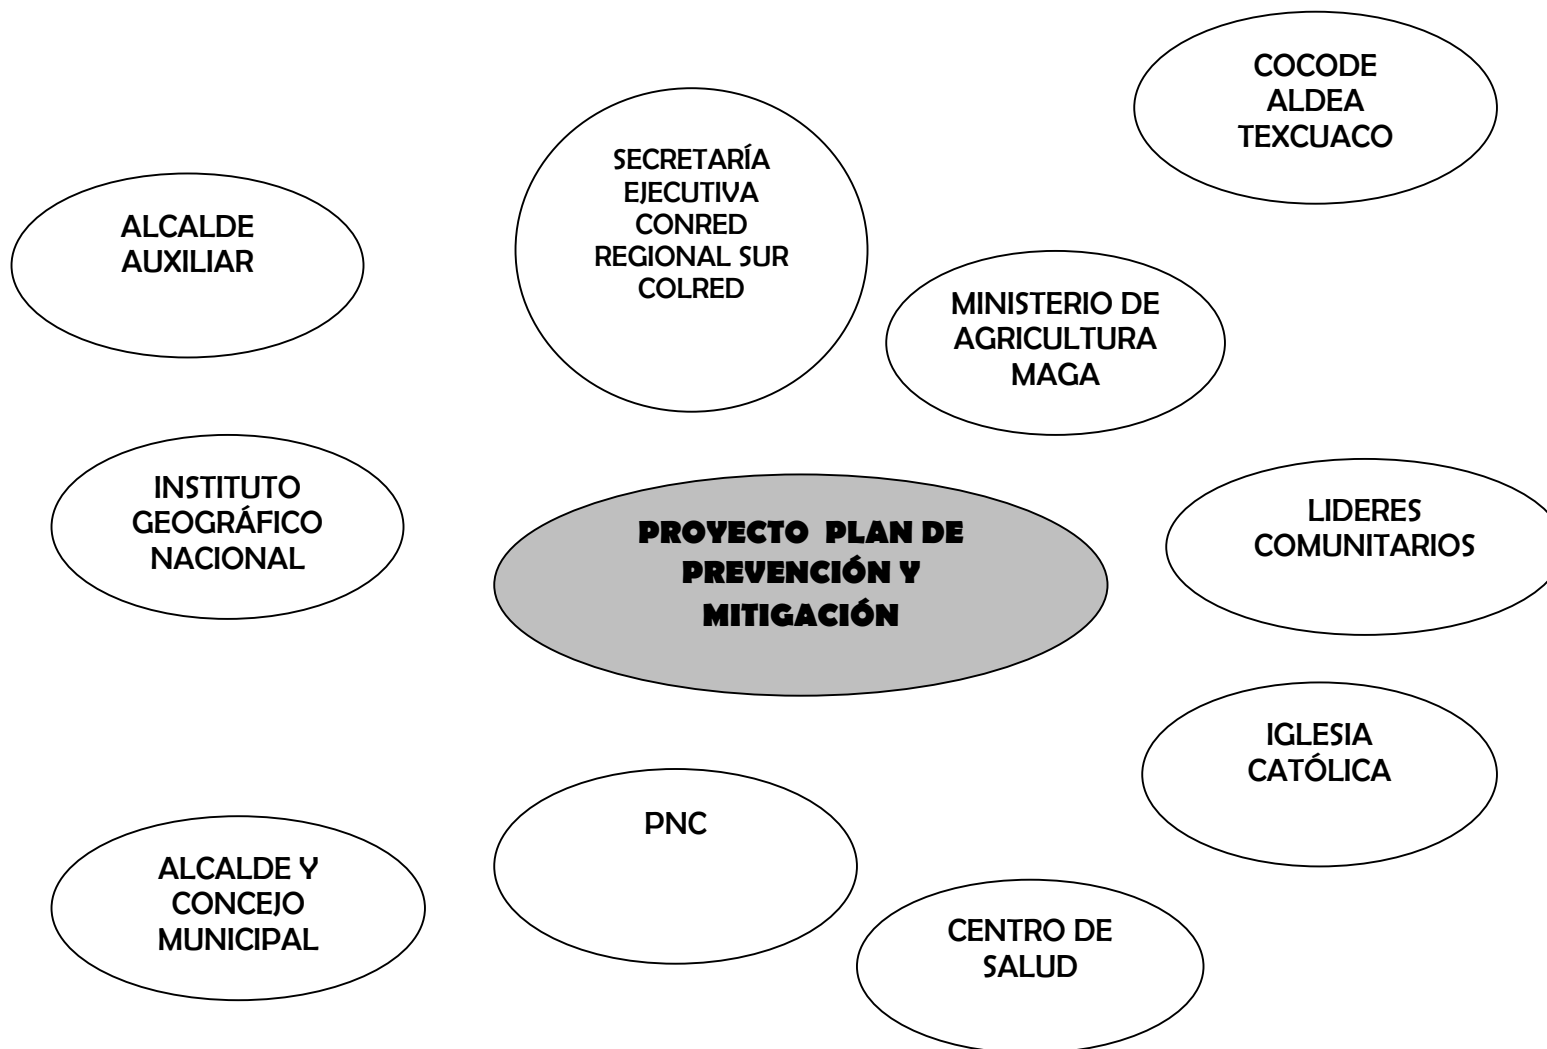 COCODE
ALDEA
TEXCUACO
SECRETARÍA
EJECUTIVA
CONRED
REGIONAL SUR
COLRED
ALCALDE
AUXILIAR
MINISTERIO DE
AGRICULTURA
MAGA
INSTITUTO
GEOGRÁFICO
NACIONAL
PROYECTO PLAN DE
PREVENCIÓN Y
MITIGACIÓN
LIDERES
COMUNITARIOS
IGLESIA
CATÓLICA
PNC
ALCALDE Y
CONCEJO
MUNICIPAL
CENTRO DE
SALUD